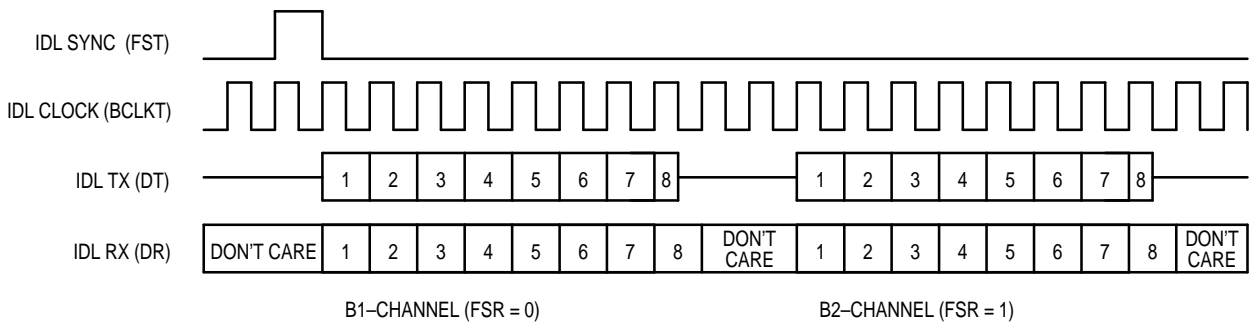 IDL SYNC (FST)
IDL CLOCK (BCLKT)
IDL TX (DT) 1 2 3 4 5 6 7 8 1 2 3 4 5 6 7 8
IDL RX (DR) DON'T CARE 1 2 3 4 5 6 7 8 DON'T CARE 1 2 3 4 5 6 7 8 DON'T CARE
B1–CHANNEL (FSR = 0) B2–CHANNEL (FSR = 1)